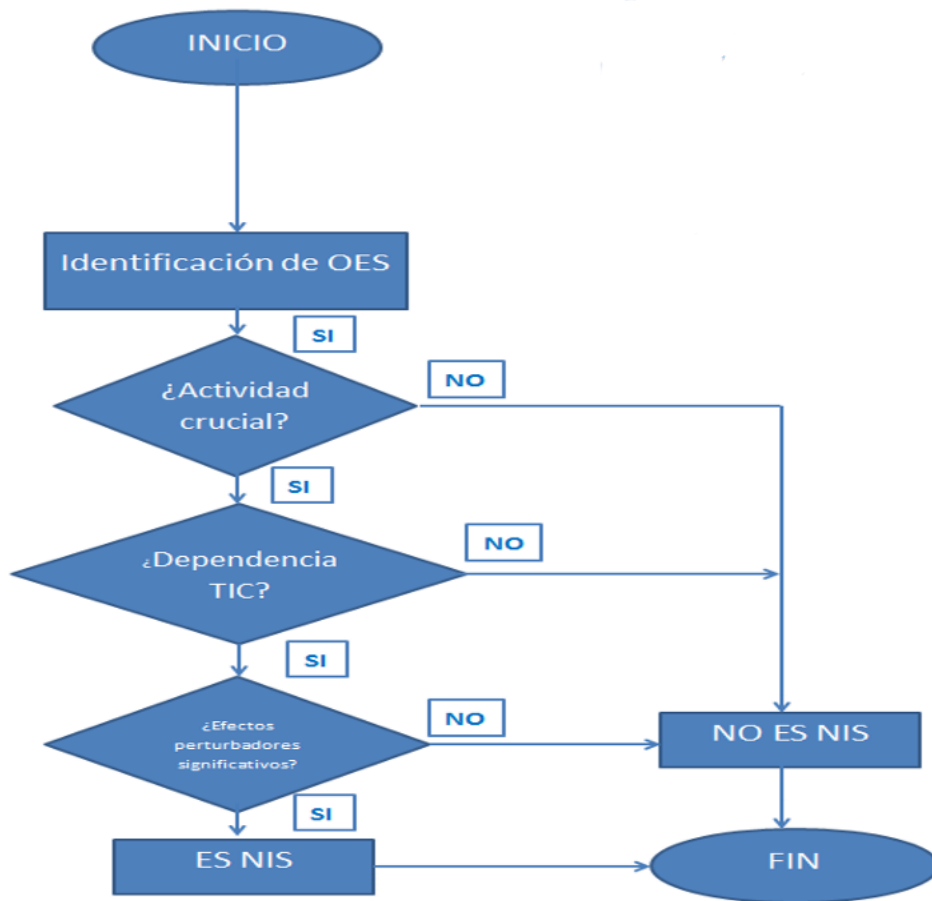 INICIO
Identificación de OES
SI
¿Actividad
crucial?
NO
SI
¿Dependencia
TIC?
NO
SI
¿Efectos
perturbadores
significativos?
NO
NO ES NIS
SI
ES NIS
FIN